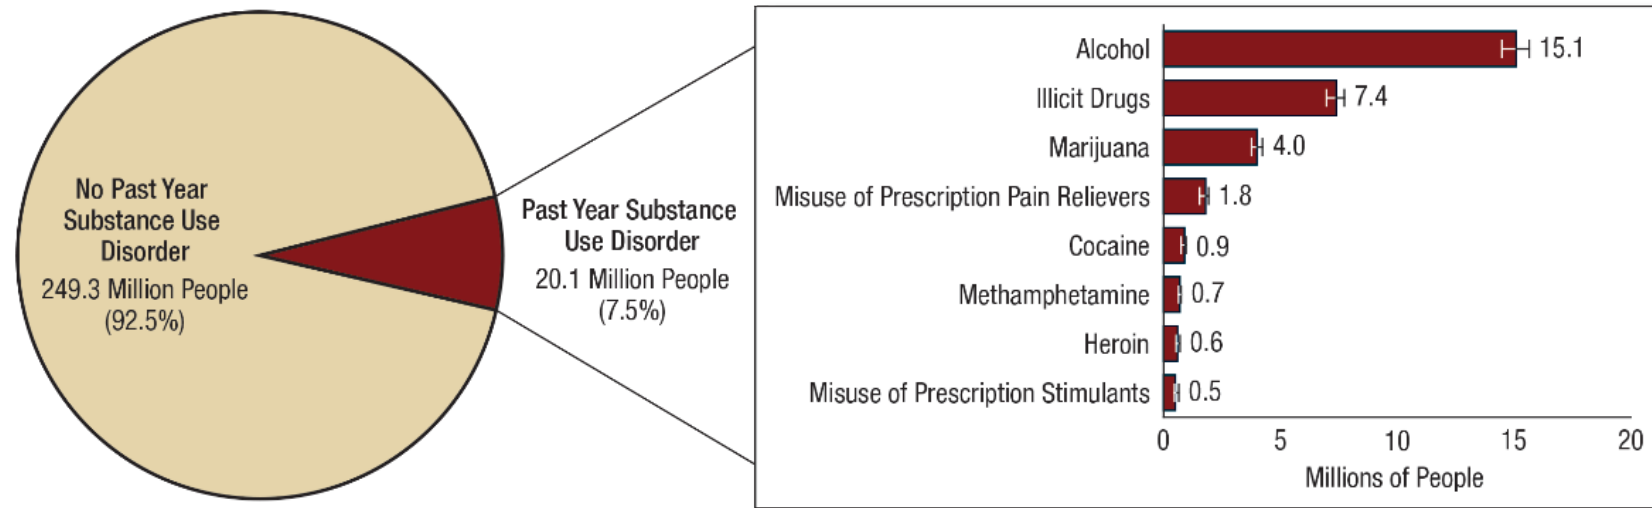 No Past Year
Substance Use
Disorder
249.3 Million People
(92.5%)
Past Year Substance
Use Disorder
20.1 Million People
(7.5%)
Alcohol 15.1
Illicit Drugs 7.4
Marijuana 4.0
Misuse of Prescription Pain Relievers 1.8
Cocaine 0.9
Methamphetamine 0.7
Heroin 0.6
Misuse of Prescription Stimulants 0.5
0 5 10 15 20
Millions of People